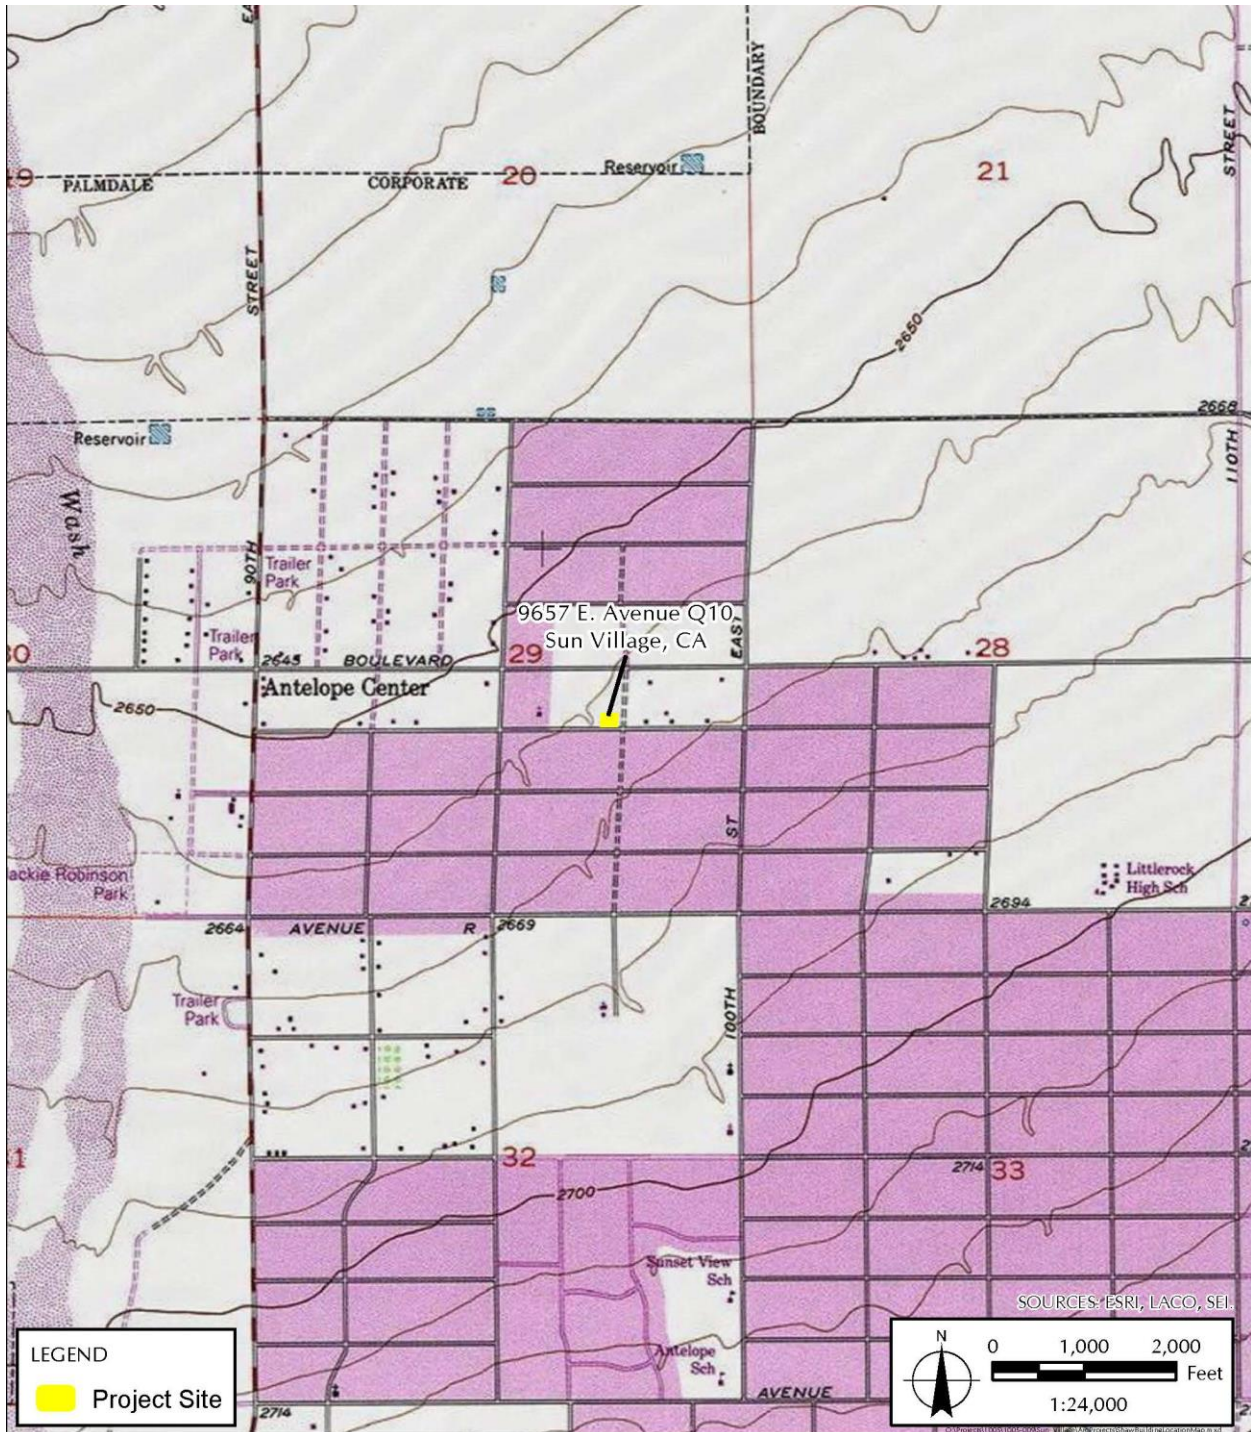 EA
BOUNDARY
STREET
Reservoir
PALMDALE
CORPORATE
20
21
STREET
2650
2668
Reservoir
110TH
Wash
90TH
Trailer
Park
9657 E. Avenue Q10,
Sun Village, CA
Trailer
Park
EAST
2645
BOULEVARD
29
28
Antelope Center
2650
ST
ackie Robinson
Park
Littlerock
High Sch
2694
2664
AVENUE
R
2669
Trailer
Park
100TH
32
2714
33
2700
Sunset View
Sch
SOURCES: ESRI, LACO, SEI.
LEGEND
Project Site
N
0 1,000 2,000
Feet
1:24,000
Antelope
Sch
AVENUE
2714